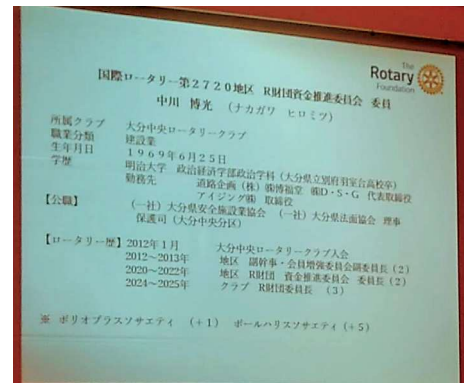 The
Rotary
Foundation
国際ロータリー第2720地区 R財団資金推進委員会 委員
中川 博光 (ナカガワ ヒロミツ)
所属クラブ 大分中央ロータリークラブ
職業分類 建設業
生年月日 1969年6月25日
学歴 明治大学 政治経済学部政治学科(大分県立別府羽室台高校卒)
勤務先 道路企画(株)㈱博福堂 ㈱D・S・G 代表取締役
アイジング㈱ 取締役
【公職】 (一社)大分県安全施設業協会 (一社)大分県法面協会 理事
保護司(大分中央分区)
【ロータリー歴】2012年1月 大分中央ロータリークラブ入会
2012~2013年 地区 副幹事・会員増強委員会副委員長(2)
2020~2022年 地区 R財団 資金推進委員会 委員長(2)
2024~2025年 クラブ R財団委員長 (3)
※ ポリオプラスソサエティ (+1) ポールハリスソサエティ(+5)